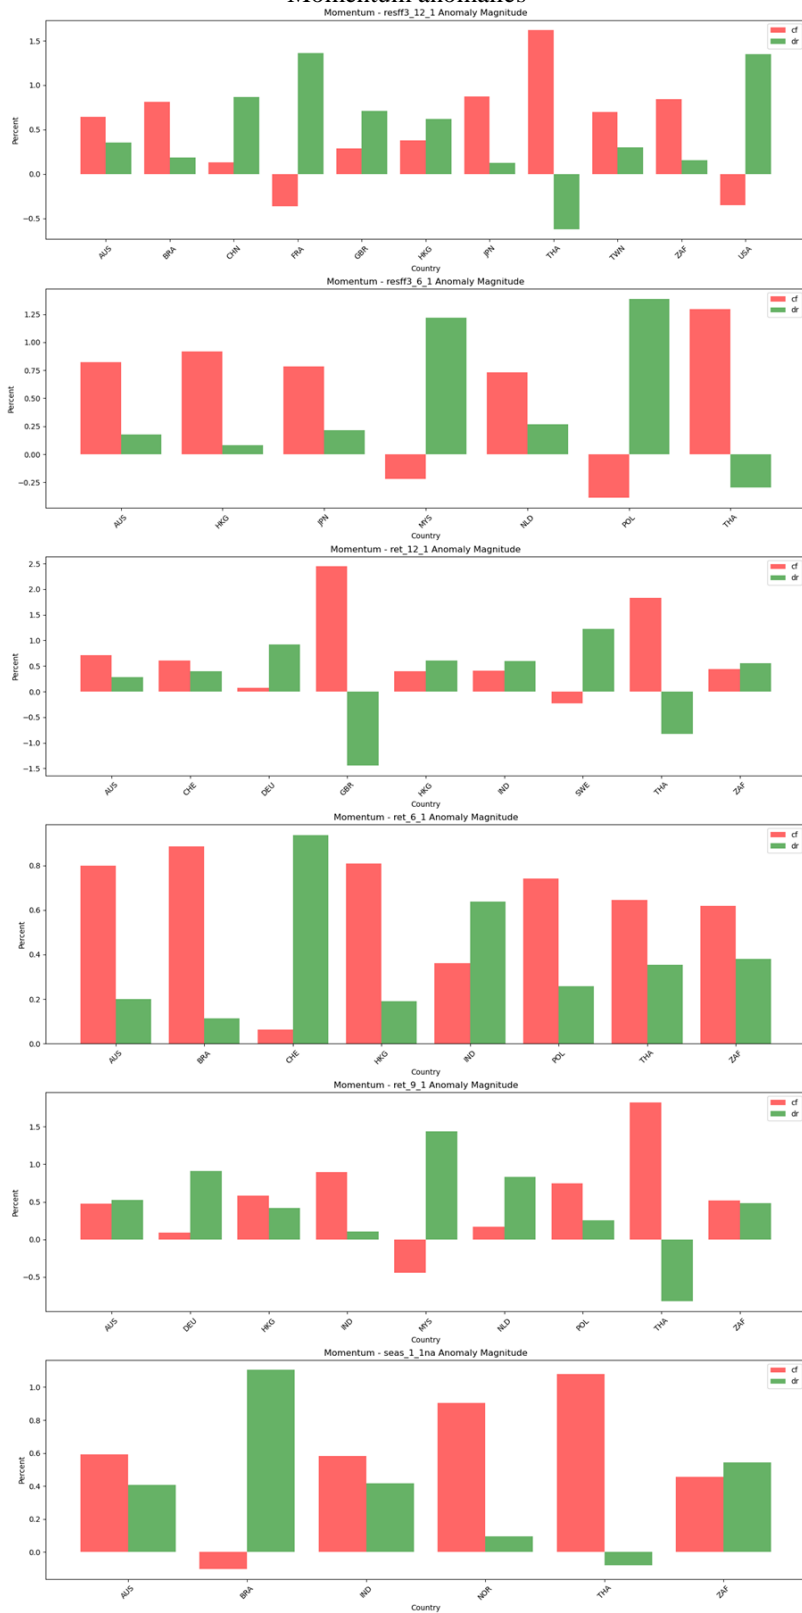 Momentum anomalies
Momentum - resff3_12_1 Anomaly Magnitude
cf
dr
1.5
1.0
0.5
0.0
−0.5
Percent
AUS BRA CHN FRA GBR HKG JPN THA TWN ZAF USA
Country
Momentum - resff3_6_1 Anomaly Magnitude
cf
dr
1.25
1.00
0.75
0.50
0.25
0.00
−0.25
Percent
AUS HKG JPN MYS NLD POL THA
Country
Momentum - ret_12_1 Anomaly Magnitude
cf
dr
2.5
2.0
1.5
1.0
0.5
0.0
−0.5
−1.0
−1.5
Percent
AUS CHE DEU GBR HKG IND SWE THA ZAF
Country
Momentum - ret_6_1 Anomaly Magnitude
cf
dr
0.8
0.6
0.4
0.2
0.0
Percent
AUS BRA CHE HKG IND POL THA ZAF
Country
Momentum - ret_9_1 Anomaly Magnitude
cf
dr
1.5
1.0
0.5
0.0
−0.5
Percent
AUS DEU HKG IND MYS NLD POL THA ZAF
Country
Momentum - seas_1_1na Anomaly Magnitude
cf
dr
1.0
0.8
0.6
0.4
0.2
0.0
Percent
AUS BRA IND NOR THA ZAF
Country